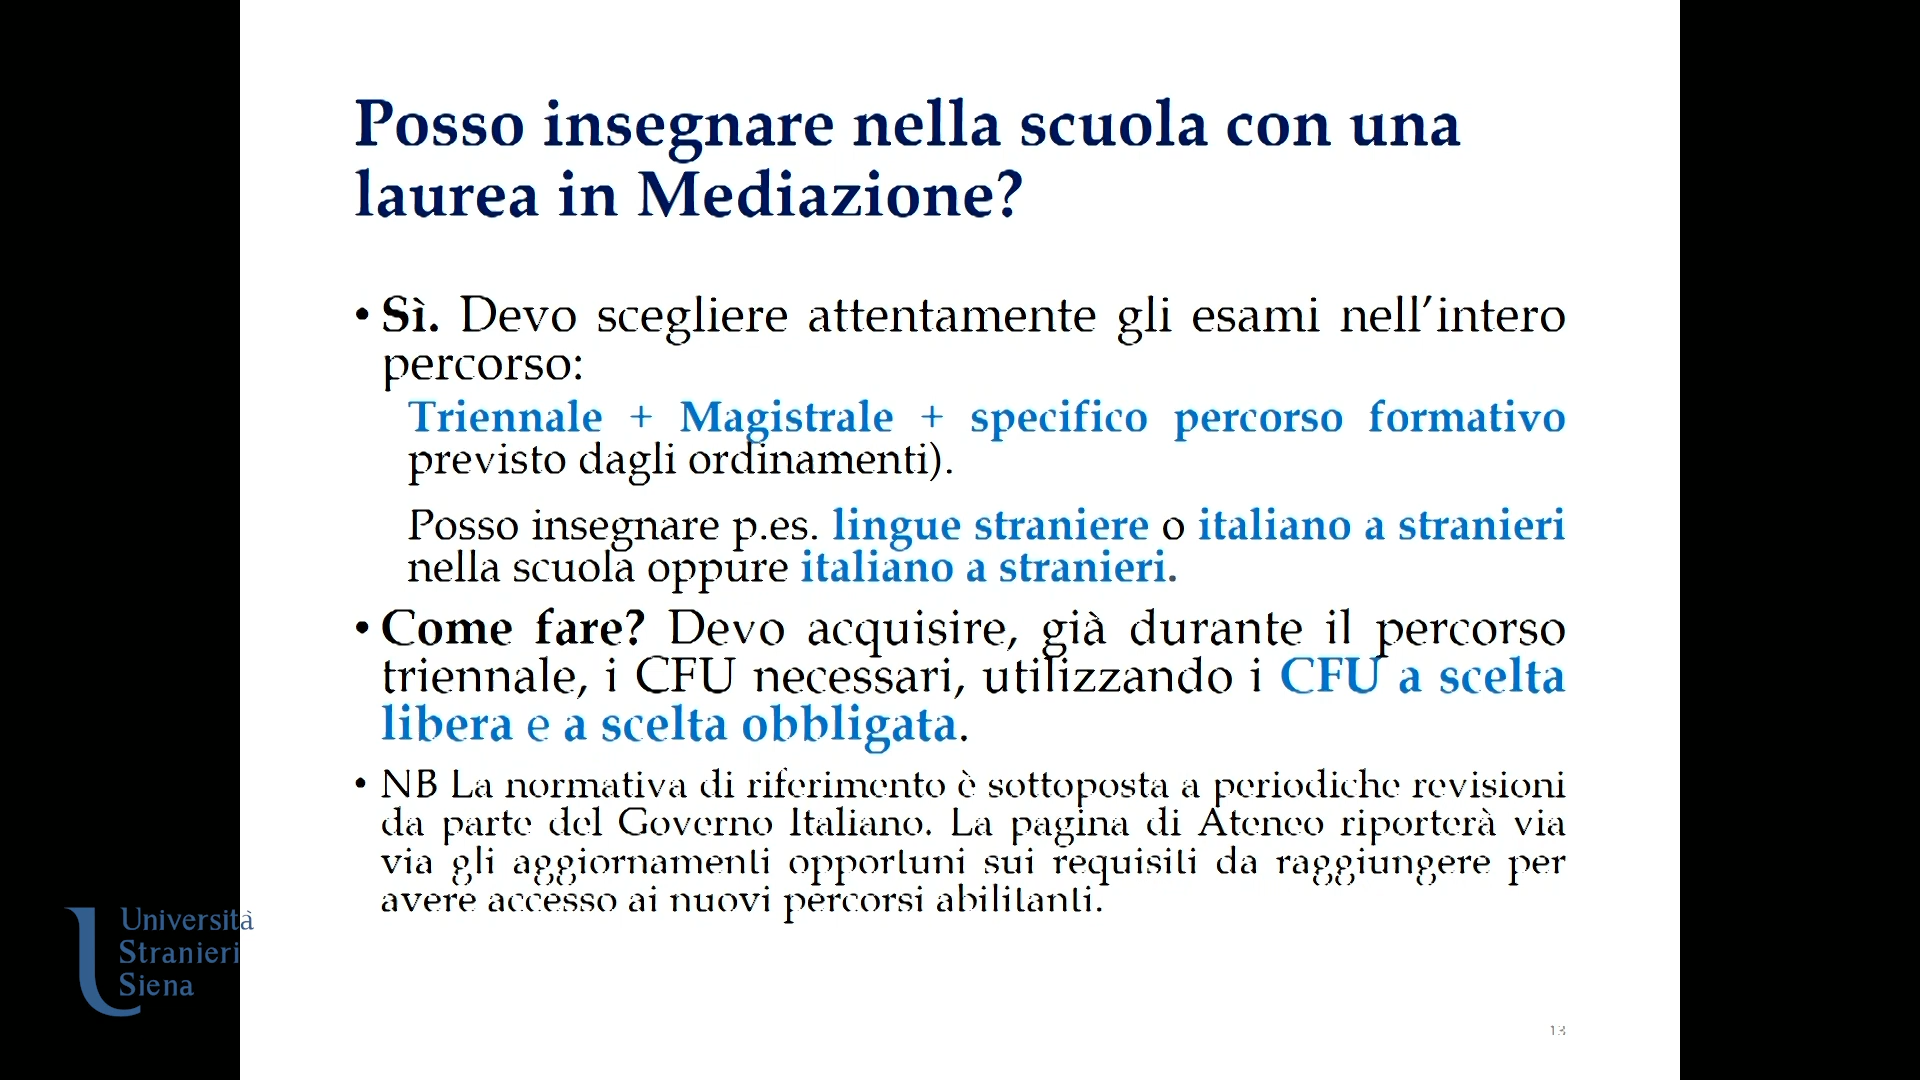 Posso insegnare nella scuola con una
laurea in Mediazione?
• Sì. Devo scegliere attentamente gli esami nell'intero
percorso:
Triennale + Magistrale + specifico percorso formativo
previsto dagli ordinamenti).
Posso insegnare p.es. lingue straniere o italiano a stranieri
nella scuola oppure italiano a stranieri.
• Come fare? Devo acquisire, già durante il percorso
triennale, i CFU necessari, utilizzando i CFU a scelta
libera e a scelta obbligata.
• NB La normativa di riferimento è sottoposta a periodiche revisioni
da parte del Governo Italiano. La pagina di Ateneo riporterà via
via gli aggiornamenti opportuni sui requisiti da raggiungere per
avere accesso ai nuovi percorsi abilitanti.
Università
Stranieri
Siena
13